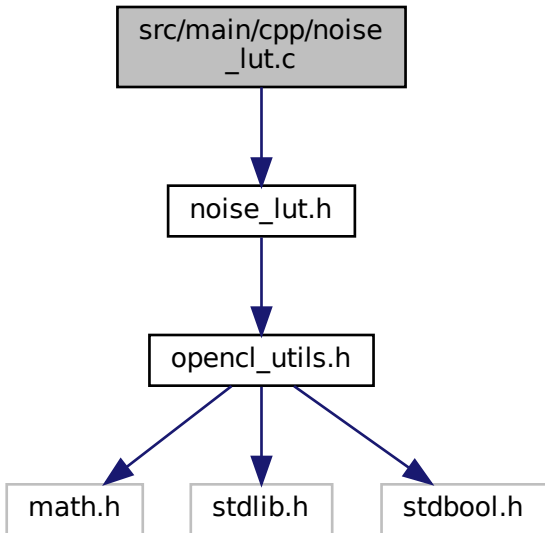 src/main/cpp/noise
_lut.c
noise_lut.h
opencl_utils.h
math.h
stdlib.h
stdbool.h